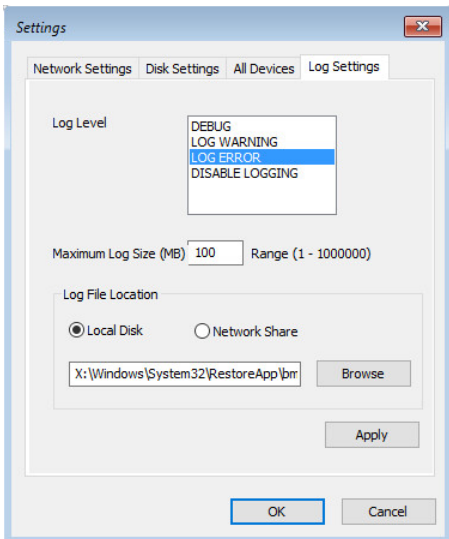 Settings
Network Settings Disk Settings All Devices Log Settings
Log Level
DEBUG
LOG WARNING
LOG ERROR
DISABLE LOGGING
Maximum Log Size (MB) 100 Range (1 - 1000000)
Log File Location
Local Disk Network Share
X:\Windows\System32\RestoreApp\bm Browse
Apply
OK Cancel